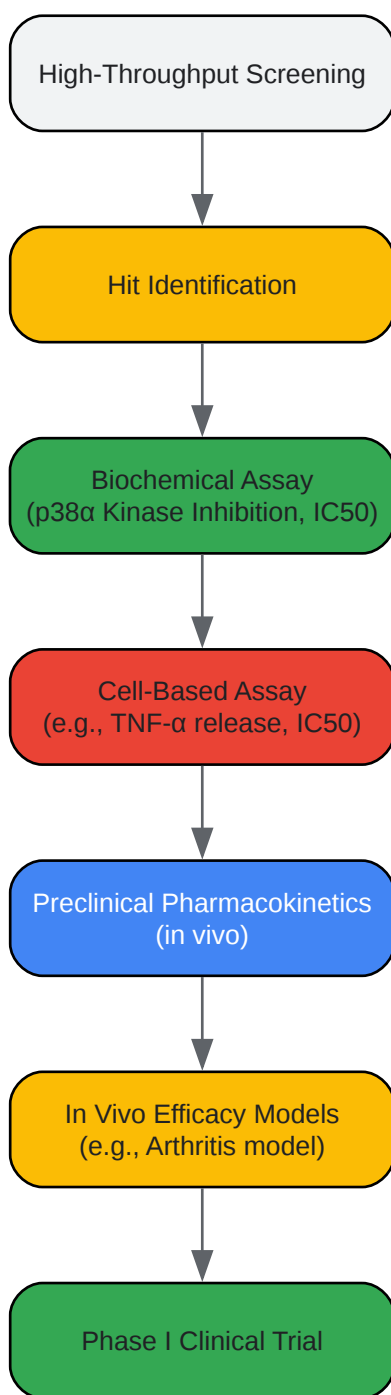 High-Throughput Screening
Hit Identification
Biochemical Assay
(p38α Kinase Inhibition, IC50)
Cell-Based Assay
(e.g., TNF-α release, IC50)
Preclinical Pharmacokinetics
(in vivo)
In Vivo Efficacy Models
(e.g., Arthritis model)
Phase I Clinical Trial